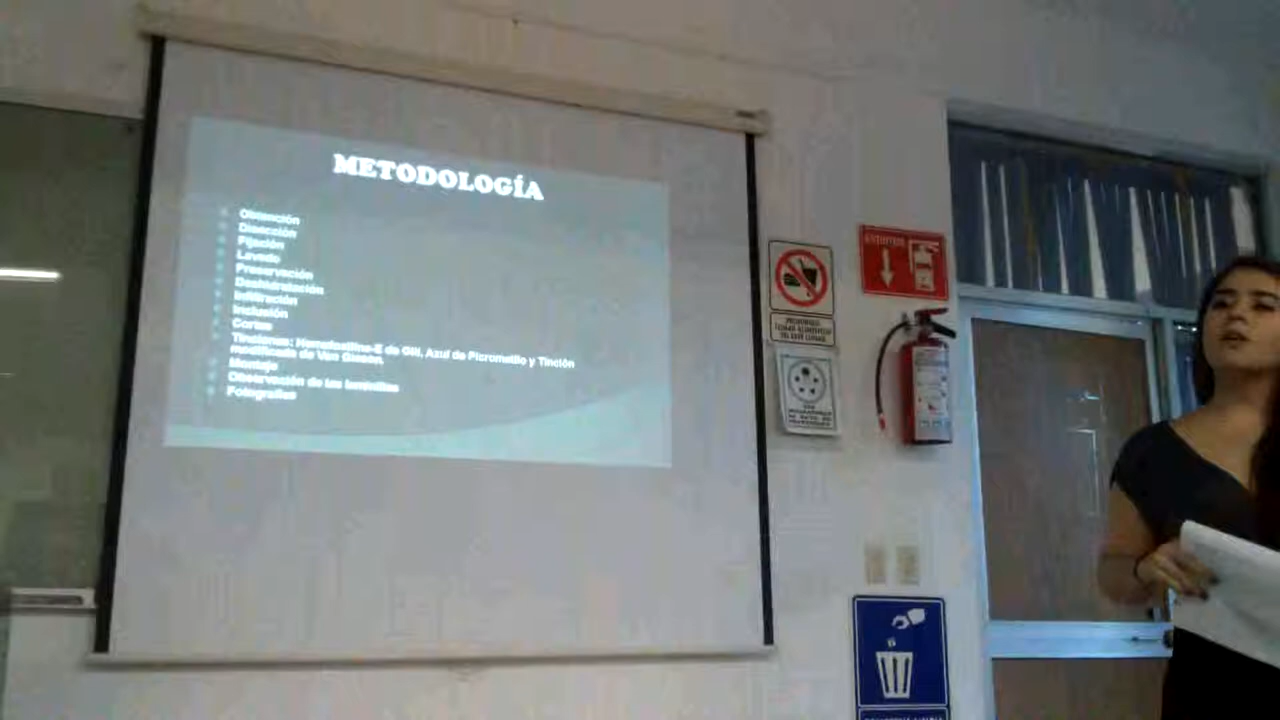 METODOLOGÍA
Obtención
Disección
Fijación
Lavado
Preservación
Deshidratación
Infiltración
Inclusión
Cortes
Tinciones: Hematoxilina-E de Gill, Azul de Picromallo y Tinción
modificada de Van Gieson.
Montaje
Observación de las laminillas
Fotografías
EXTINTOR
PROHIBIDO